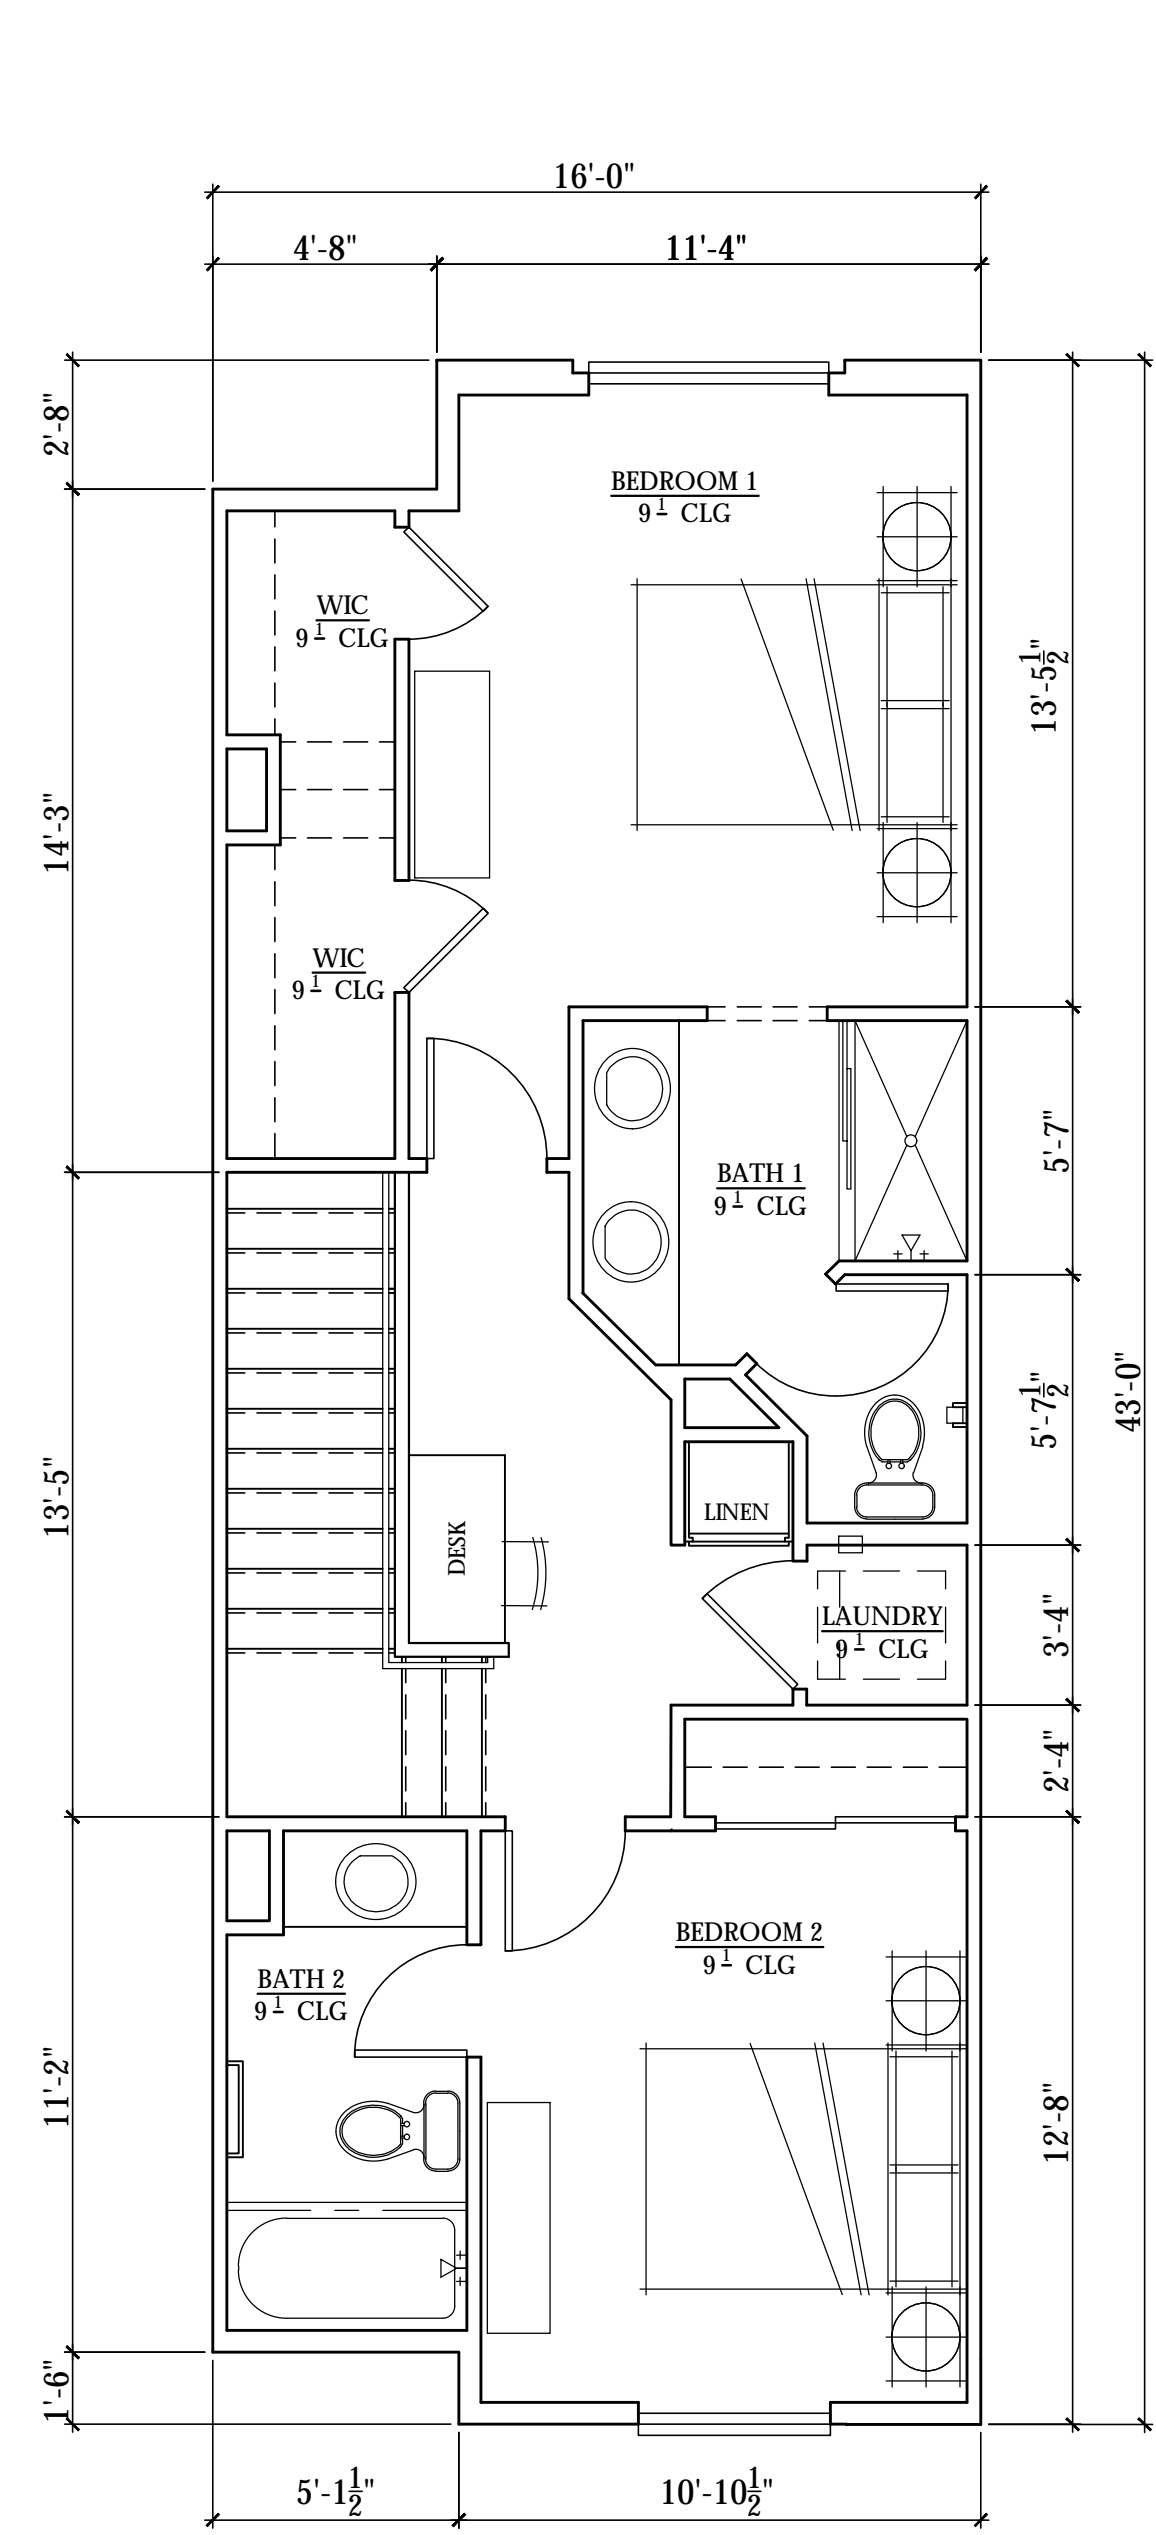 16'-0"
4'-8"
11'-4"
2'-8"
BEDROOM 1
9 1 CLG
WIC
9 1 CLG
13'-5 1/2"
14'-3"
WIC
9 1 CLG
5'-7"
BATH 1
9 1 CLG
43'-0"
5'-7 1/2"
13'-5"
LINEN
DESK
LAUNDRY
9 1 CLG
3'-4"
2'-4"
BEDROOM 2
9 1 CLG
BATH 2
9 1 CLG
11'-2"
12'-8"
1'-6"
5'-1 1/2"
10'-10 1/2"